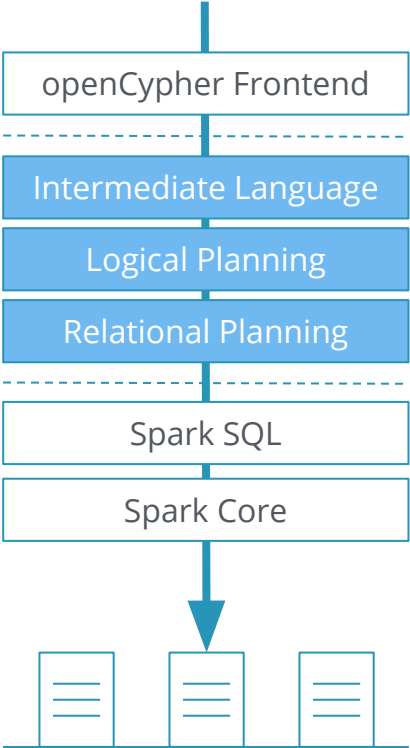 openCypher Frontend
Intermediate Language
Logical Planning
Relational Planning
Spark SQL
Spark Core